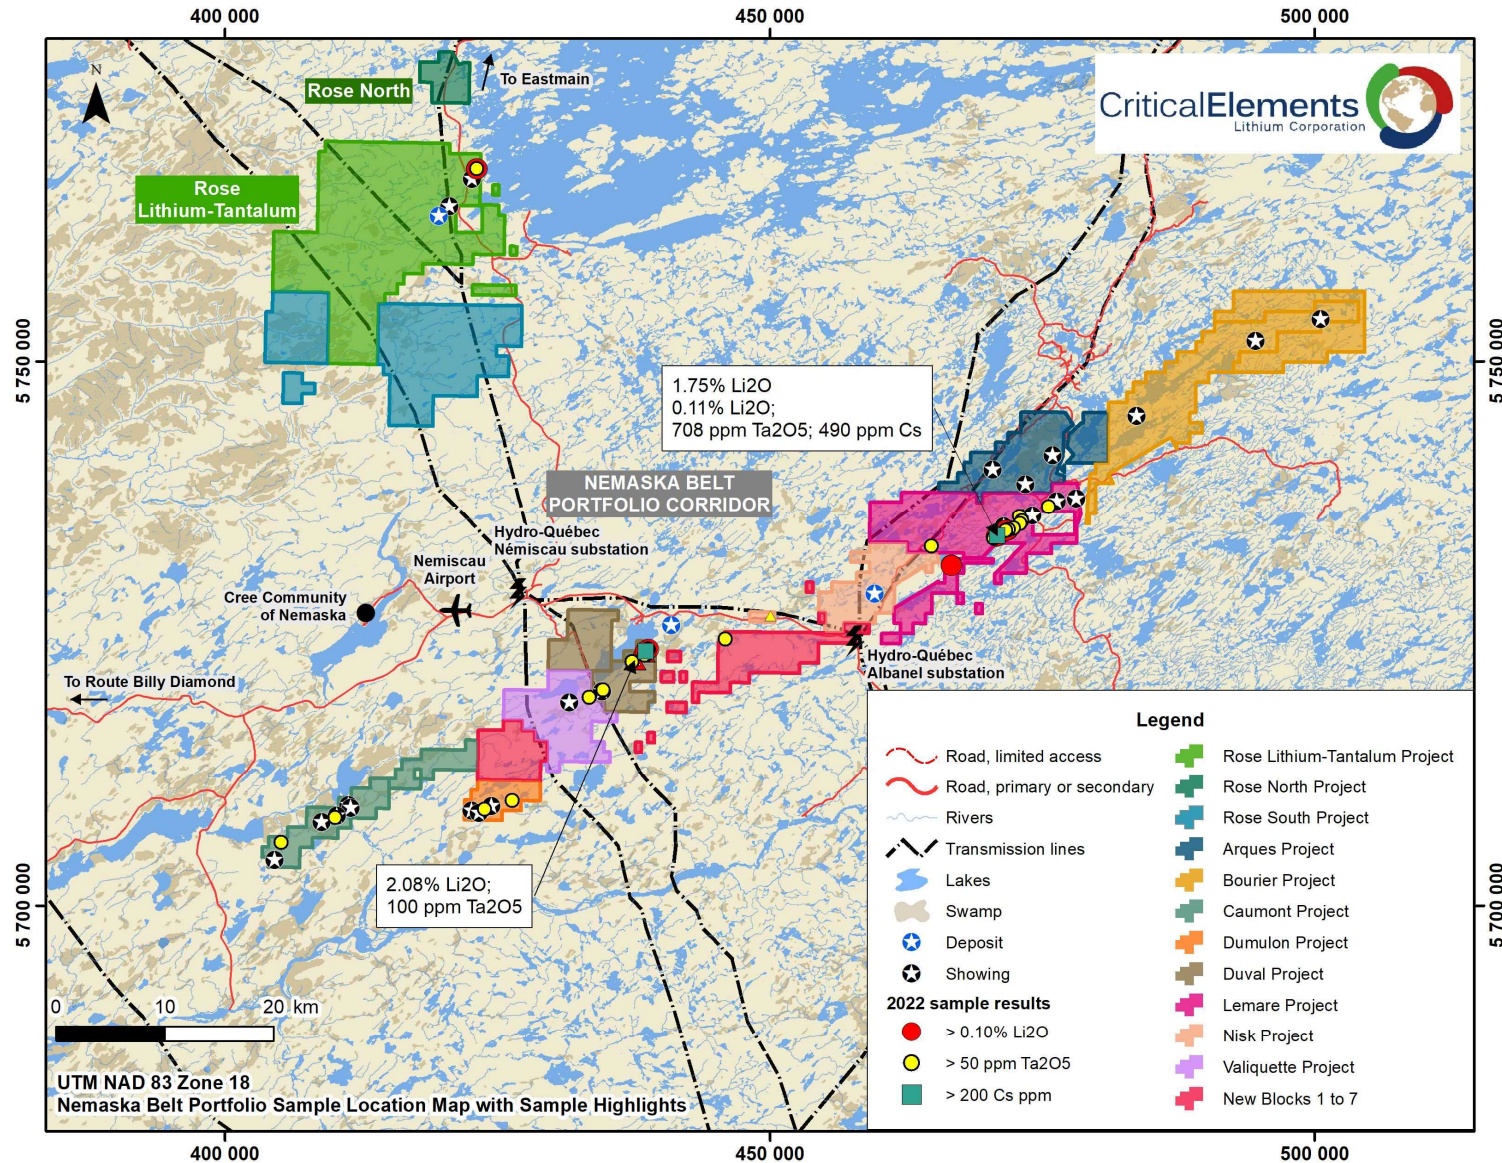 400 000
450 000
500 000
N
Rose North
To Eastmain
CriticalElements
Lithium Corporation
Rose
Lithium-Tantalum
5 750 000
5 750 000
1.75% Li2O
0.11% Li2O;
708 ppm Ta2O5; 490 ppm Cs
NEMASKA BELT
PORTFOLIO CORRIDOR
Hydro-Québec
Némiscau substation
Nemiscau
Airport
Cree Community
of Nemaska
To Route Billy Diamond
Hydro-Québec
Albanel substation
2.08% Li2O;
100 ppm Ta2O5
5 700 000
5 700 000
0 10 20 km
UTM NAD 83 Zone 18
Nemaska Belt Portfolio Sample Location Map with Sample Highlights
Legend
Road, limited access
Road, primary or secondary
Rivers
Transmission lines
Lakes
Swamp
Deposit
Showing
2022 sample results
> 0.10% Li2O
> 50 ppm Ta2O5
> 200 Cs ppm
Rose Lithium-Tantalum Project
Rose North Project
Rose South Project
Arques Project
Bourier Project
Caumont Project
Dumulon Project
Duval Project
Lemare Project
Nisk Project
Valiquette Project
New Blocks 1 to 7
400 000
450 000
500 000